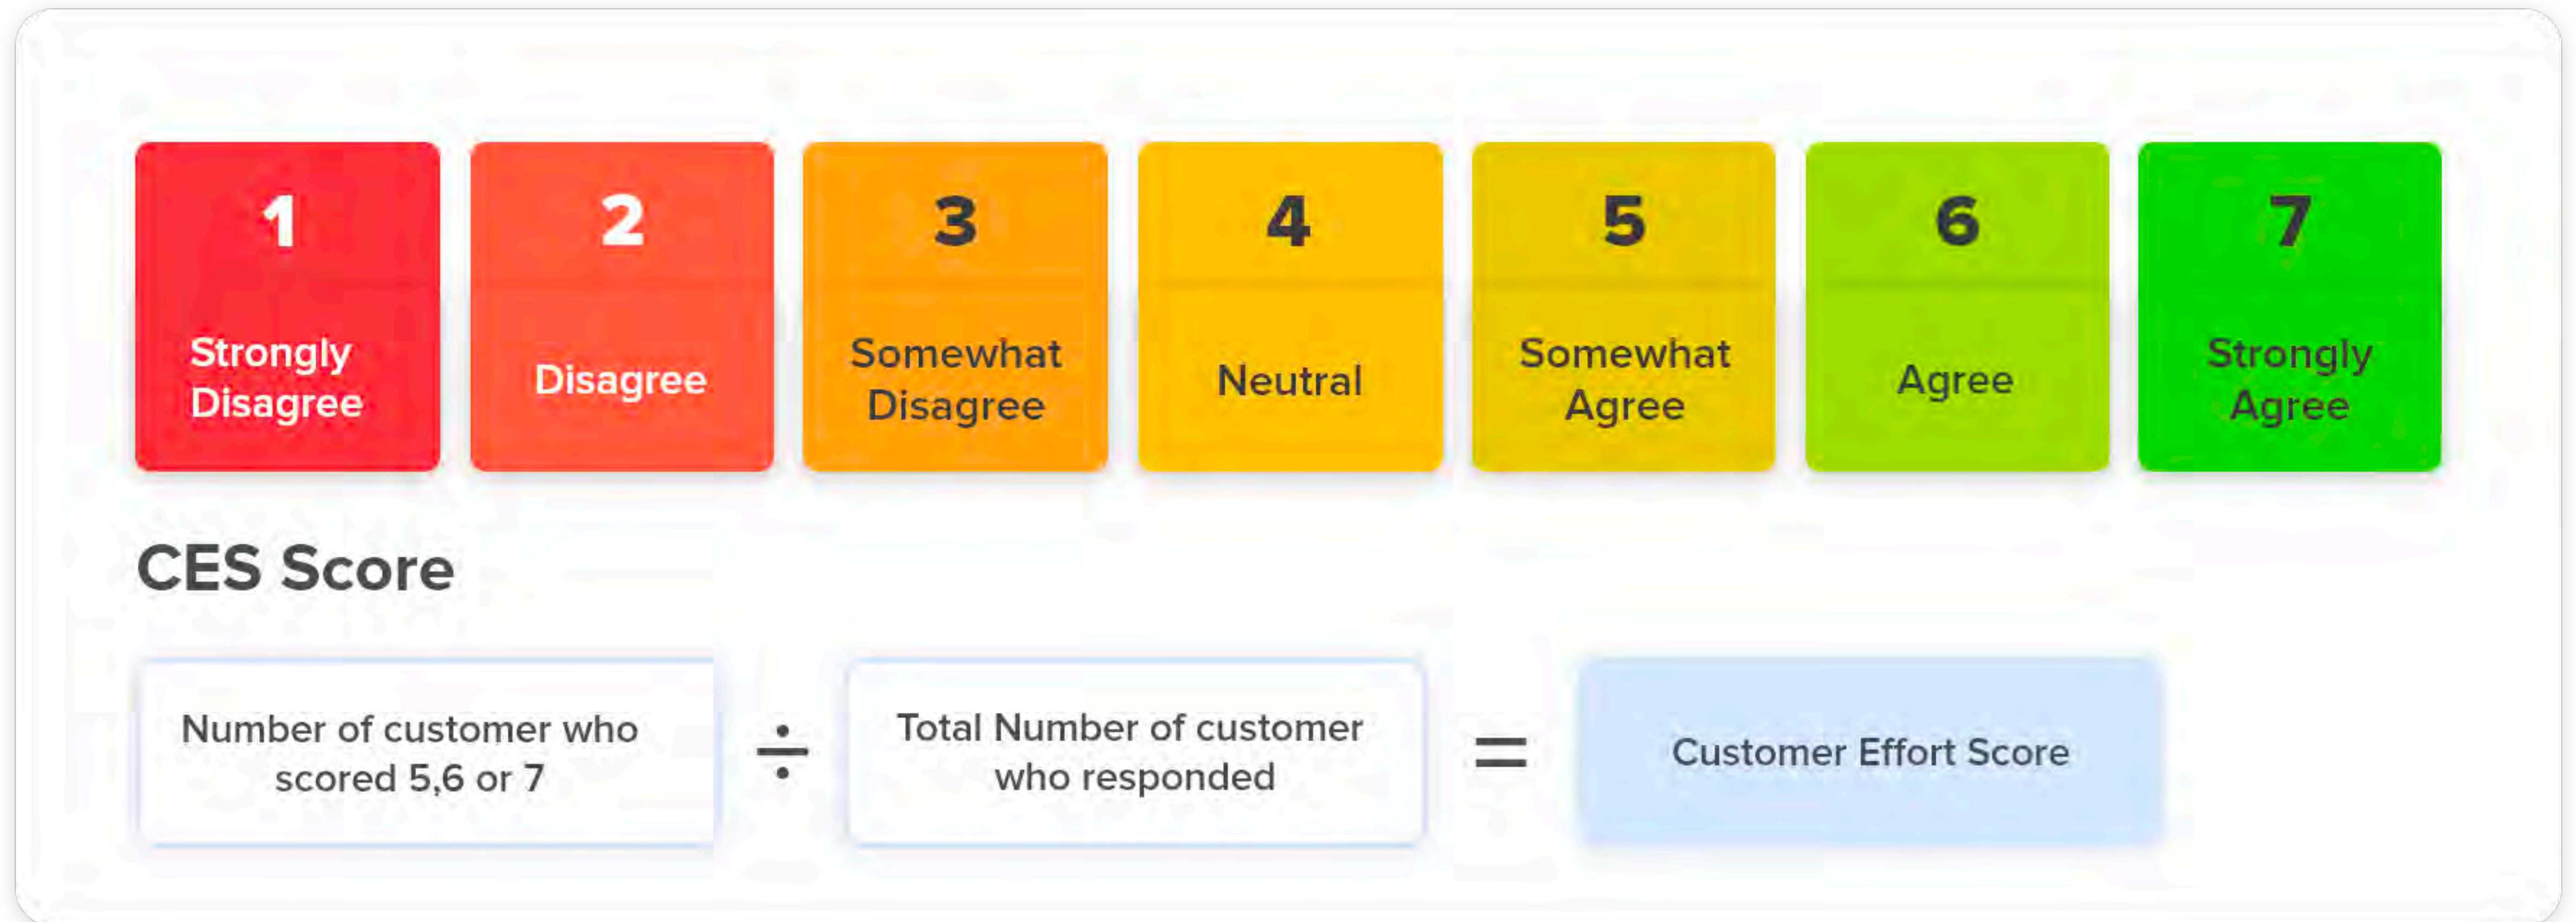 1
Strongly
Disagree
2
Disagree
3
Somewhat
Disagree
4
Neutral
5
Somewhat
Agree
6
Agree
7
Strongly
Agree
CES Score
Number of customer who
scored 5,6 or 7
÷
Total Number of customer
who responded
=
Customer Effort Score